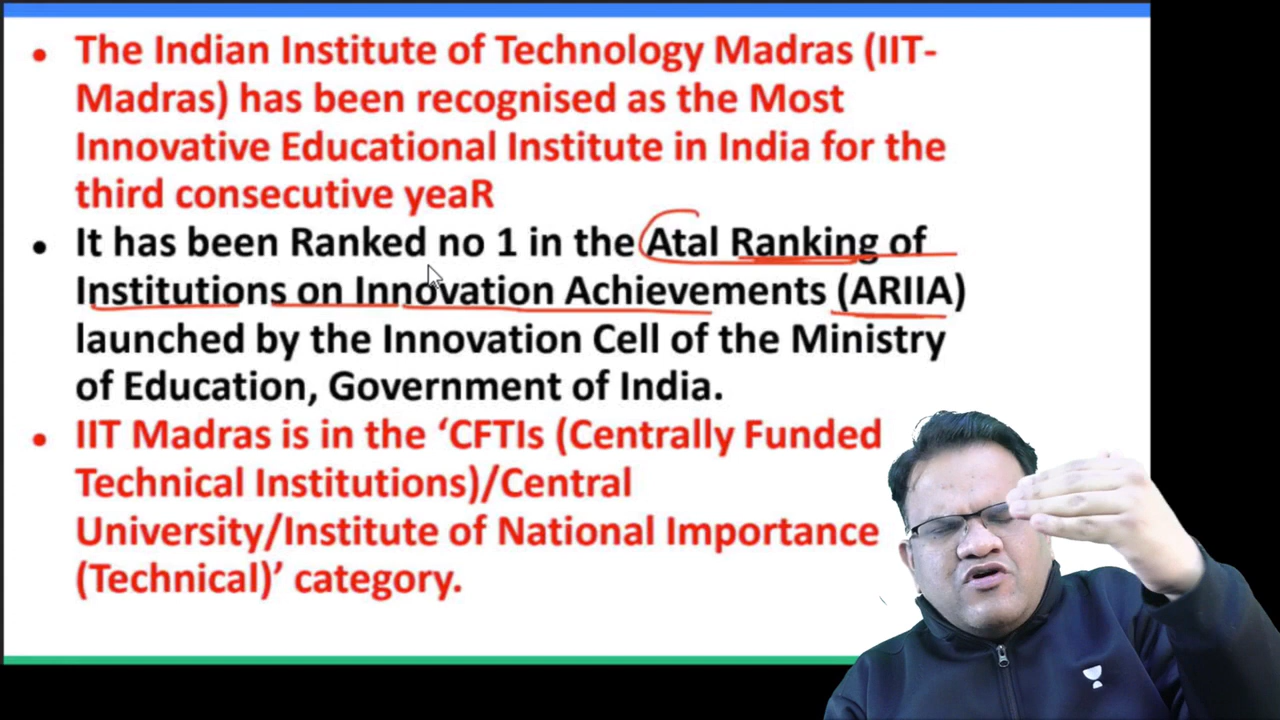 • The Indian Institute of Technology Madras (IIT-
Madras) has been recognised as the Most
Innovative Educational Institute in India for the
third consecutive yeaR
• It has been Ranked no 1 in the Atal Ranking of
Institutions on Innovation Achievements (ARIIA)
launched by the Innovation Cell of the Ministry
of Education, Government of India.
• IIT Madras is in the ‘CFTIs (Centrally Funded
Technical Institutions)/Central
University/Institute of National Importance
(Technical)’ category.